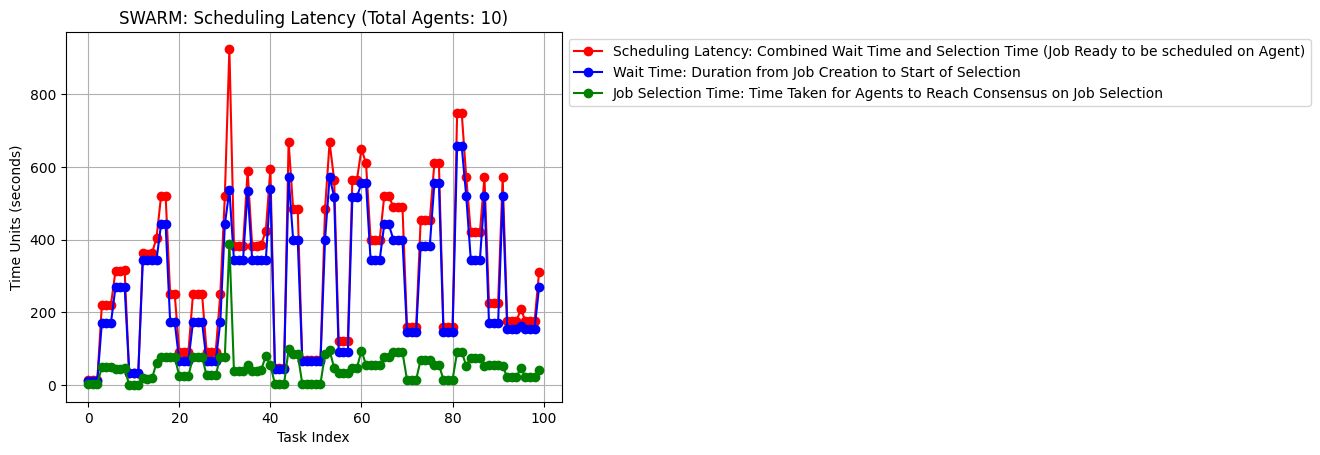 SWARM: Scheduling Latency (Total Agents: 10)
Scheduling Latency: Combined Wait Time and Selection Time (Job Ready to be scheduled on Agent)
Wait Time: Duration from Job Creation to Start of Selection
Job Selection Time: Time Taken for Agents to Reach Consensus on Job Selection
Time Units (seconds)
800
600
400
200
0
0 20 40 60 80 100
Task Index